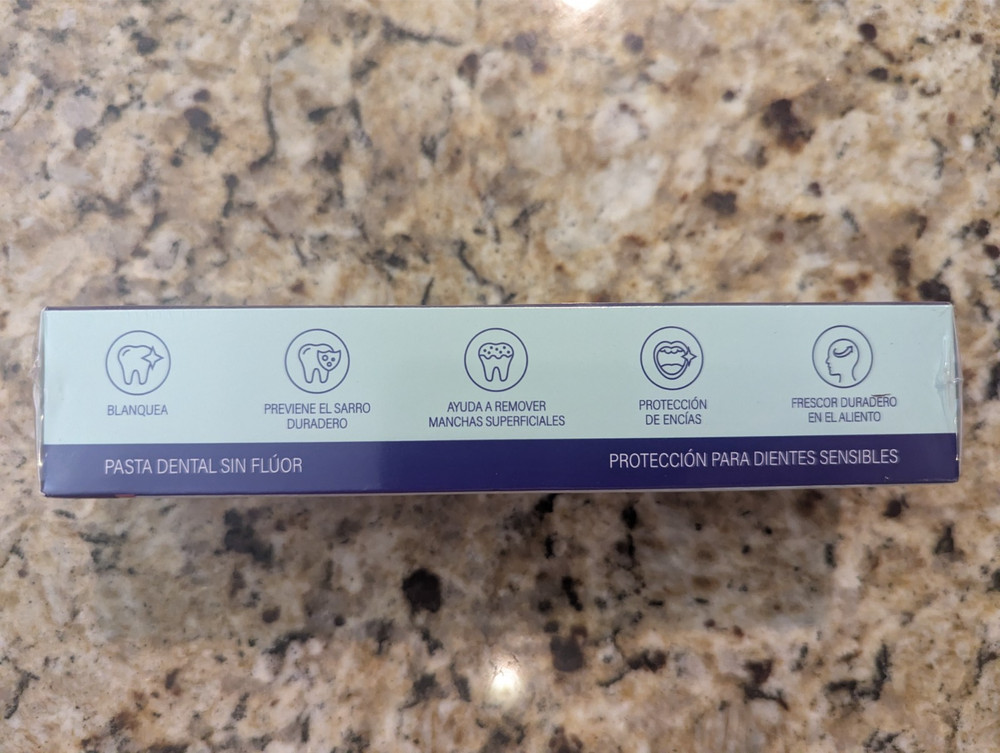 BLANQUEA
PREVIENE EL SARRO
DURADERO
AYUDA A REMOVER
MANCHAS SUPERFICIALES
PROTECCIÓN
DE ENCÍAS
FRESCOR DURADERO
EN EL ALIENTO
PASTA DENTAL SIN FLÚOR
PROTECCIÓN PARA DIENTES SENSIBLES